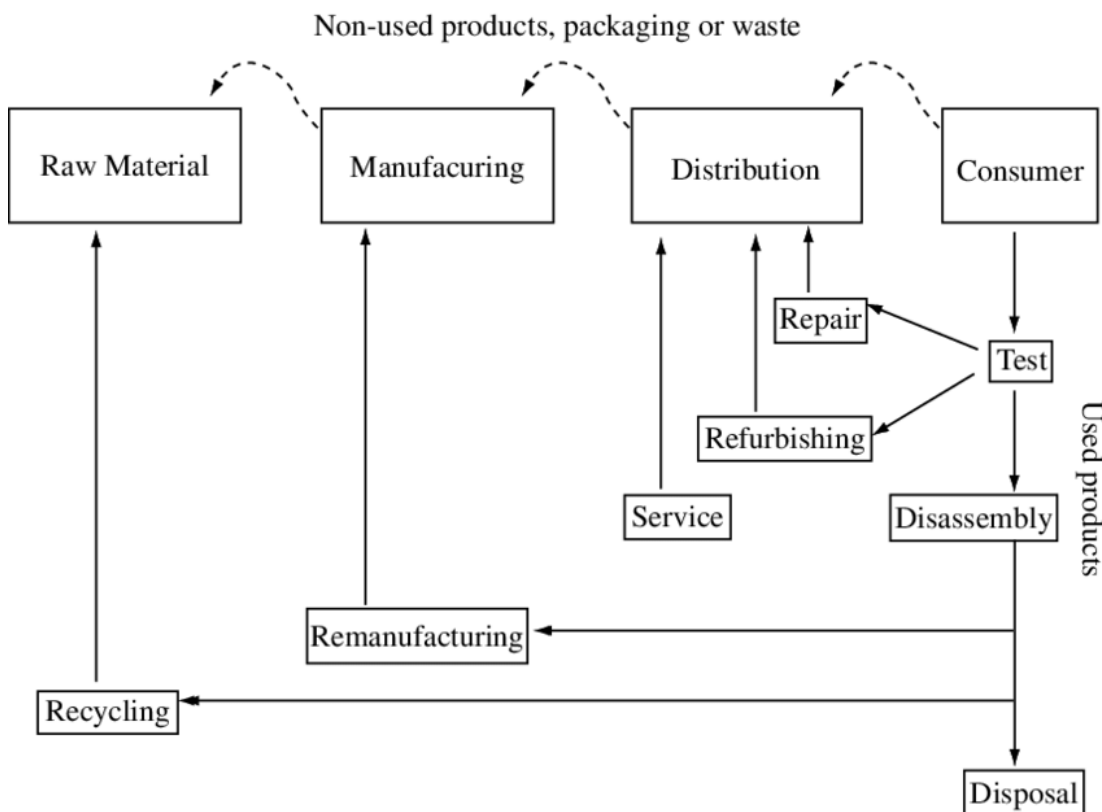 Non-used products, packaging or waste
Raw Material
Manufacuring
Distribution
Consumer
Repair
Test
Refurbishing
Used products
Service
Disassembly
Remanufacturing
Recycling
Disposal